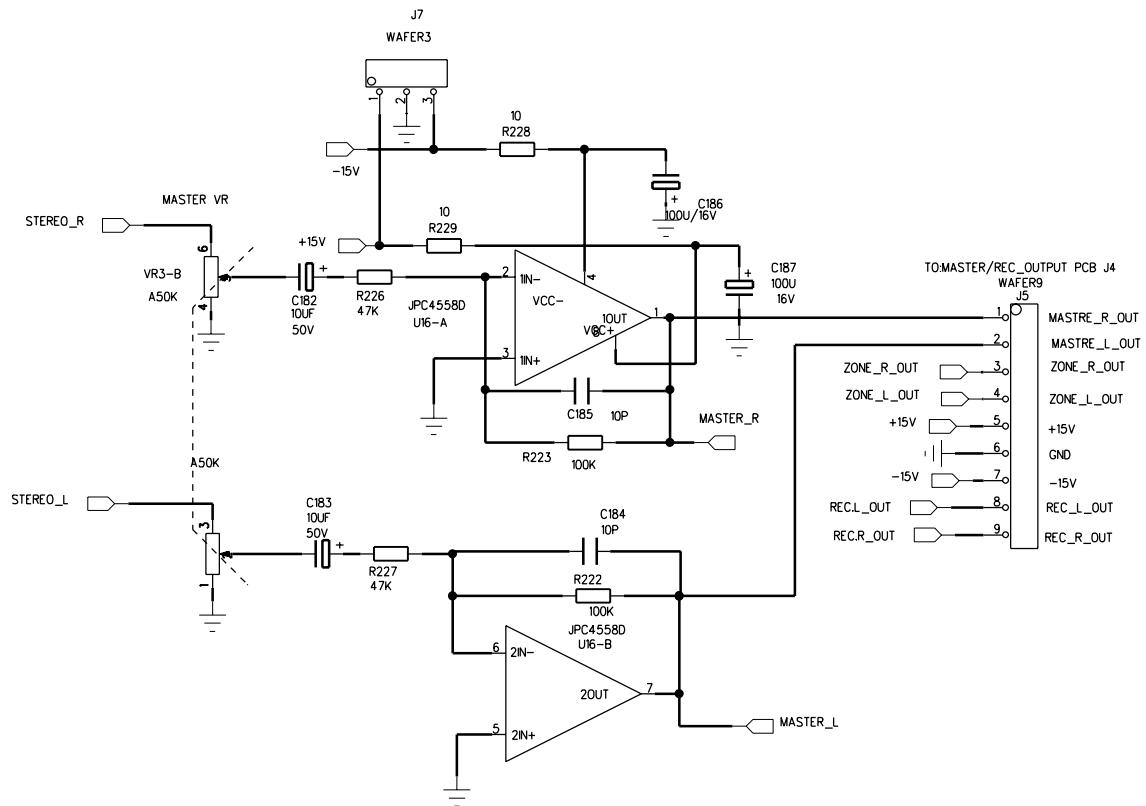 J7
WAFER3
1
2
3
10
R228
-15V
+
C186
100U/16V
MASTER VR
STEREO_R
6
VR3-B
A50K
5
4
+15V
10
R229
C182
10UF
50V
+
R226
47K
JPC4558D
U16-A
2
1IN-
VCC-
4
1OUT
1
VCC+
8
3
1IN+
+
C187
100U
16V
C185
10P
R223
100K
MASTER_R
TO:MASTER/REC_OUTPUT PCB J4
WAFER9
J5
1
MASTRE_R_OUT
2
MASTRE_L_OUT
ZONE_R_OUT
3
ZONE_R_OUT
ZONE_L_OUT
4
ZONE_L_OUT
+15V
5
+15V
6
GND
-15V
7
-15V
REC.L_OUT
8
REC_L_OUT
REC.R_OUT
9
REC_R_OUT
A50K
STEREO_L
3
2
1
C183
10UF
50V
+
R227
47K
C184
10P
R222
100K
JPC4558D
U16-B
6
2IN-
2OUT
7
5
2IN+
MASTER_L